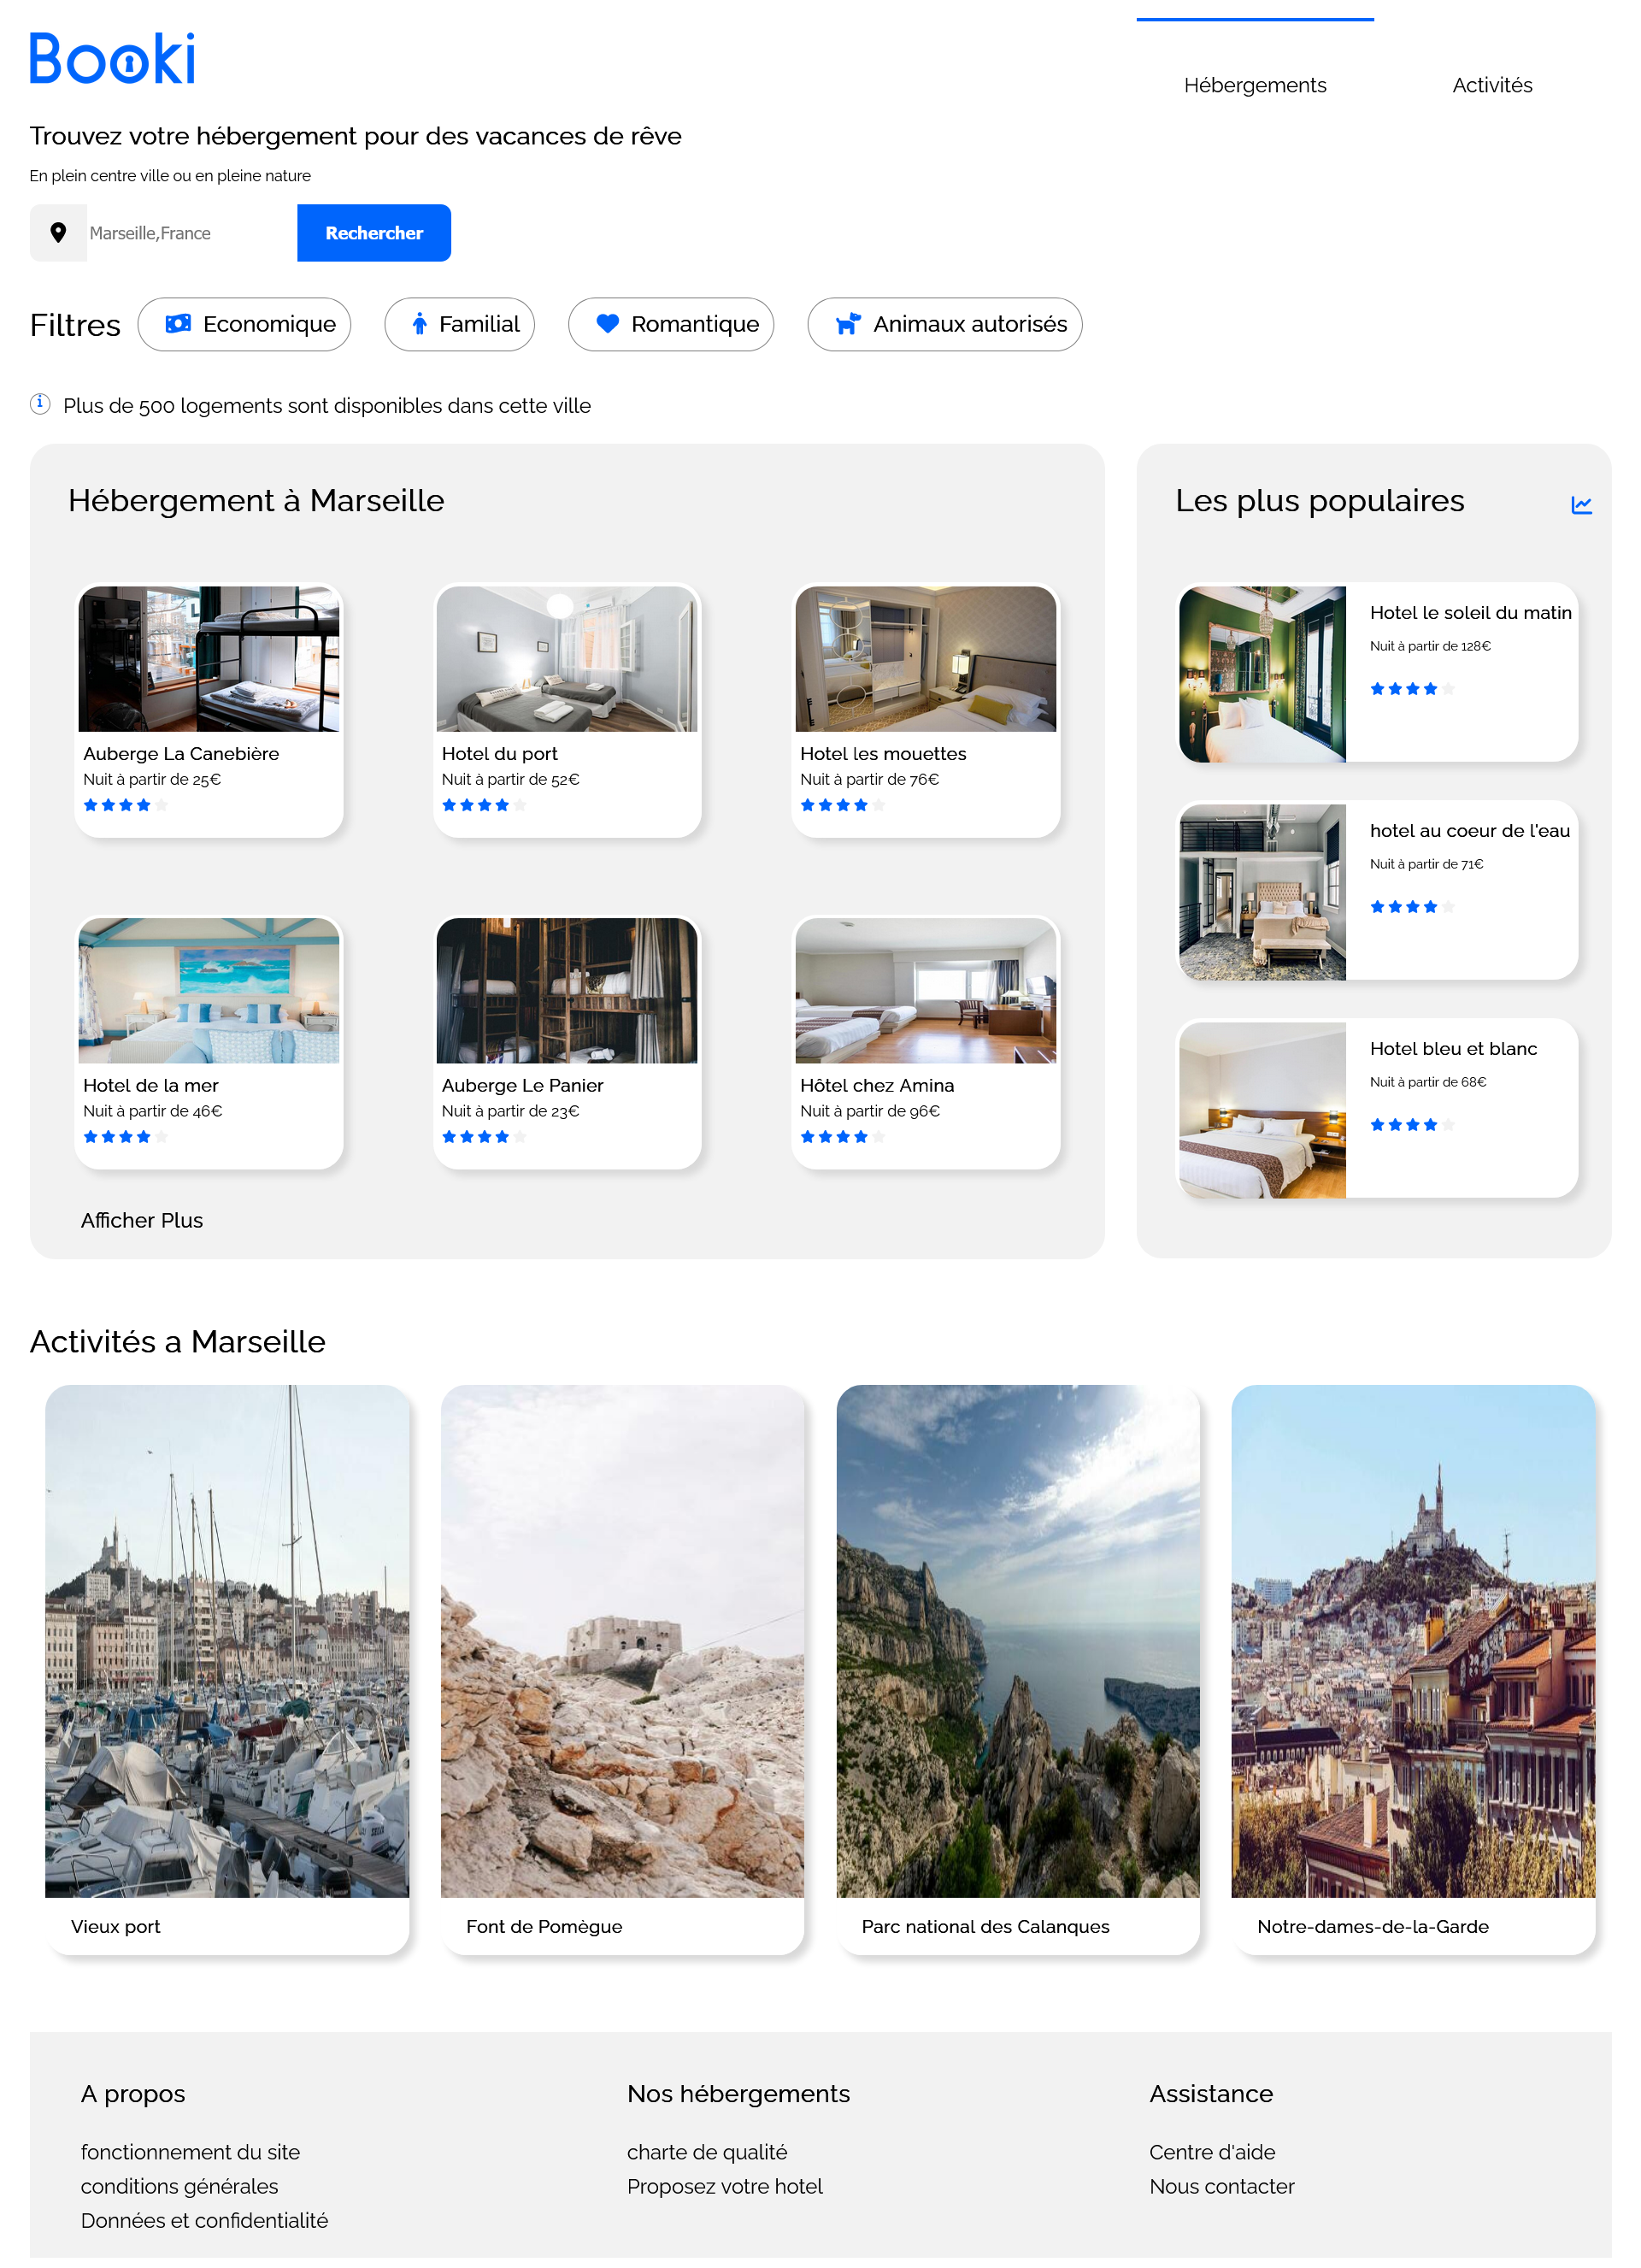 Booki
Hébergements
Activités
Trouvez votre hébergement pour des vacances de rêve
En plein centre ville ou en pleine nature
Marseille,France
Rechercher
Filtres
Economique
Familial
Romantique
Animaux autorisés
Plus de 500 logements sont disponibles dans cette ville
Hébergement à Marseille
Auberge La Canebière
Nuit à partir de 25€
Hotel du port
Nuit à partir de 52€
Hotel les mouettes
Nuit à partir de 76€
Hotel de la mer
Nuit à partir de 46€
Auberge Le Panier
Nuit à partir de 23€
Hôtel chez Amina
Nuit à partir de 96€
Afficher Plus
Les plus populaires
Hotel le soleil du matin
Nuit à partir de 128€
hotel au coeur de l'eau
Nuit à partir de 71€
Hotel bleu et blanc
Nuit à partir de 68€
Activités a Marseille
Vieux port
Font de Pomègue
Parc national des Calanques
Notre-dames-de-la-Garde
A propos
fonctionnement du site
conditions générales
Données et confidentialité
Nos hébergements
charte de qualité
Proposez votre hotel
Assistance
Centre d'aide
Nous contacter